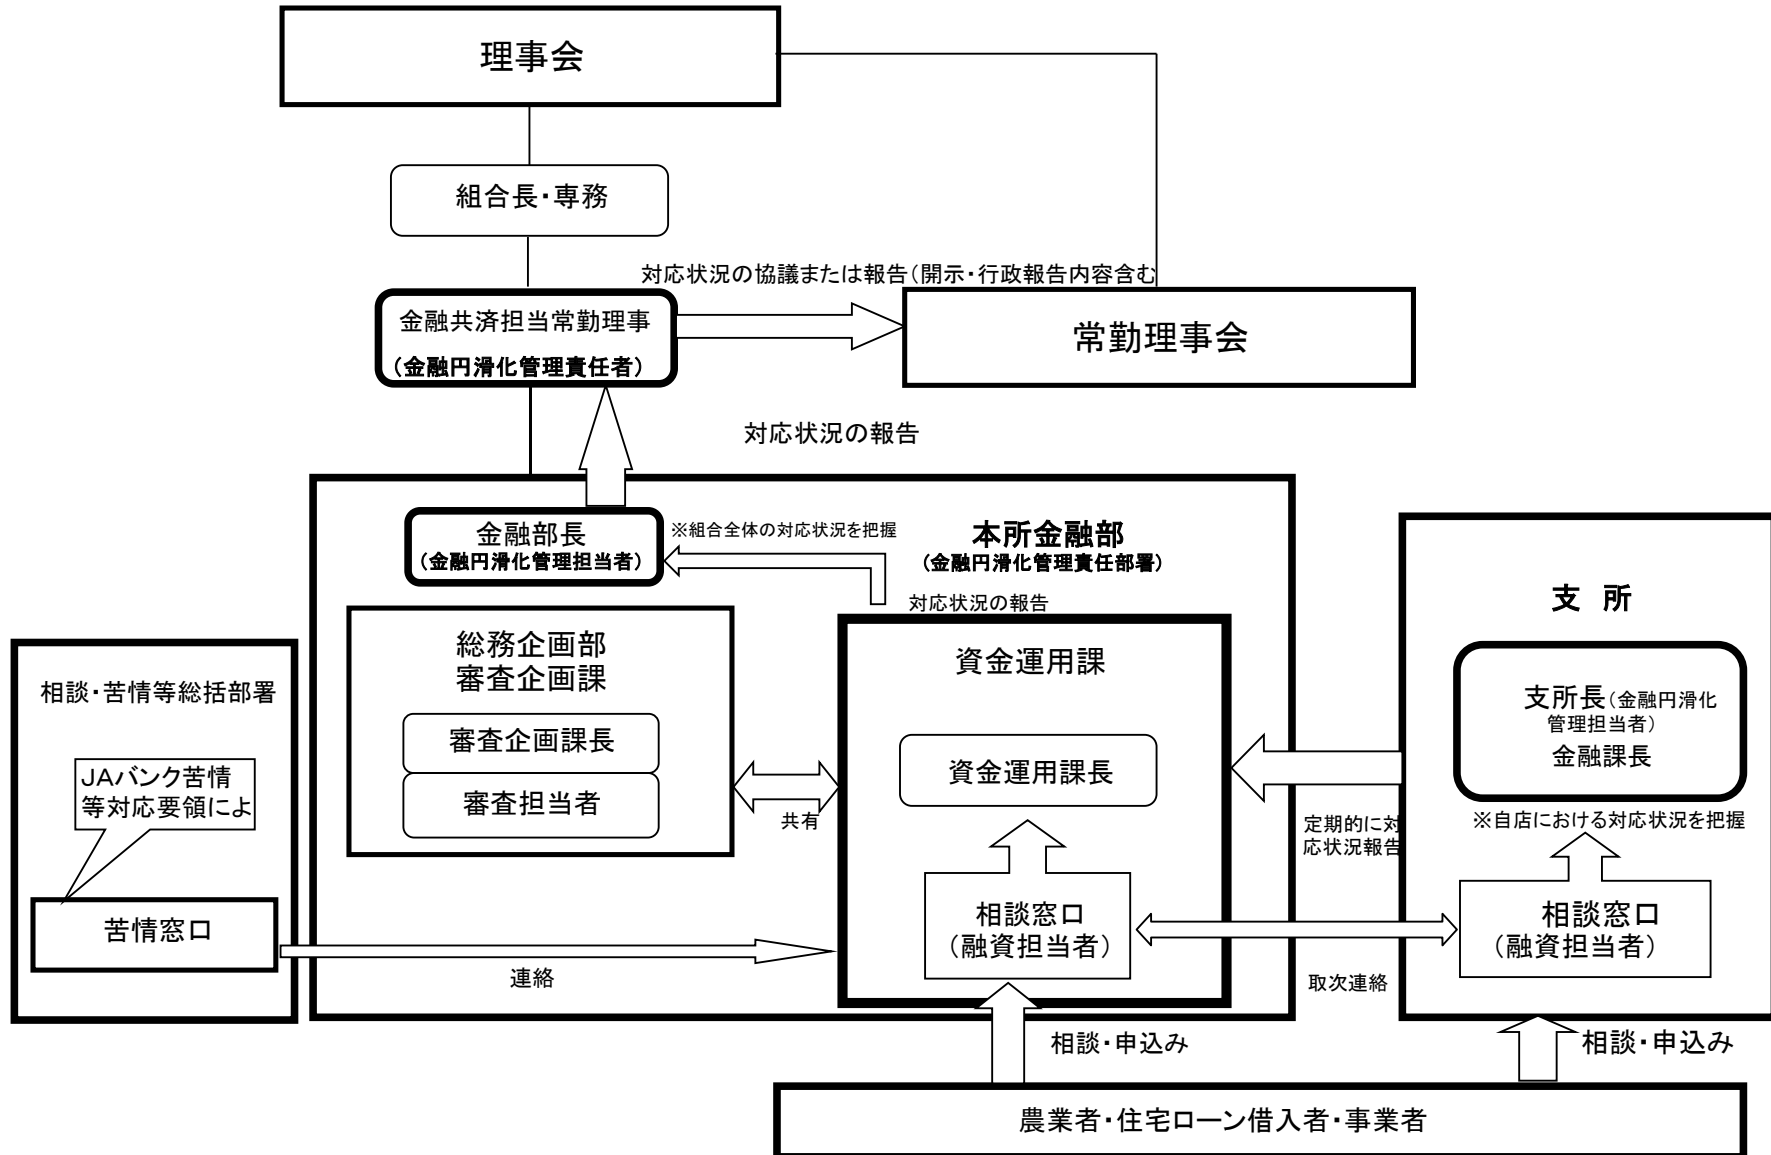 理事会
組合長・専務
対応状況の協議または報告（開示・行政報告内容含む
金融共済担当常勤理事
（金融円滑化管理責任者）
常勤理事会
対応状況の報告
金融部長
（金融円滑化管理担当者）
※組合全体の対応状況を把握
本所金融部
（金融円滑化管理責任部署）
対応状況の報告
支　所
総務企画部
審査企画課
審査企画課長
審査担当者
共有
資金運用課
資金運用課長
相談窓口
（融資担当者）
相談・苦情等総括部署
JAバンク苦情
等対応要領によ
苦情窓口
連絡
支所長（金融円滑化
管理担当者）
金融課長
※自店における対応状況を把握
定期的に対
応状況報告
相談窓口
（融資担当者）
取次連絡
相談・申込み
相談・申込み
農業者・住宅ローン借入者・事業者